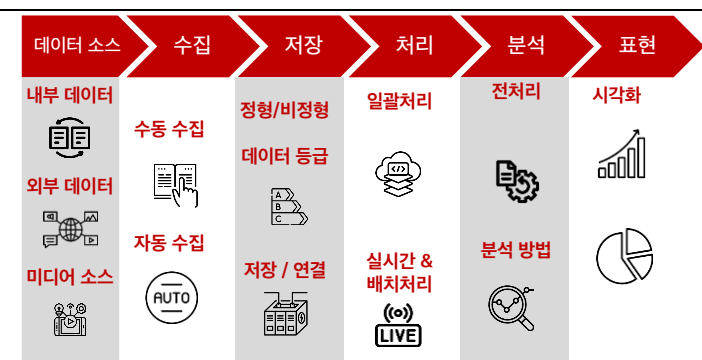 데이터 소스
수집
저장
처리
분석
표현
내부 데이터
외부 데이터
미디어 소스
수동 수집
자동 수집
AUTO
정형/비정형
데이터 등급
A
B
C
저장 / 연결
일괄처리
</>
실시간 &
배치처리
LIVE
전처리
분석 방법
시각화